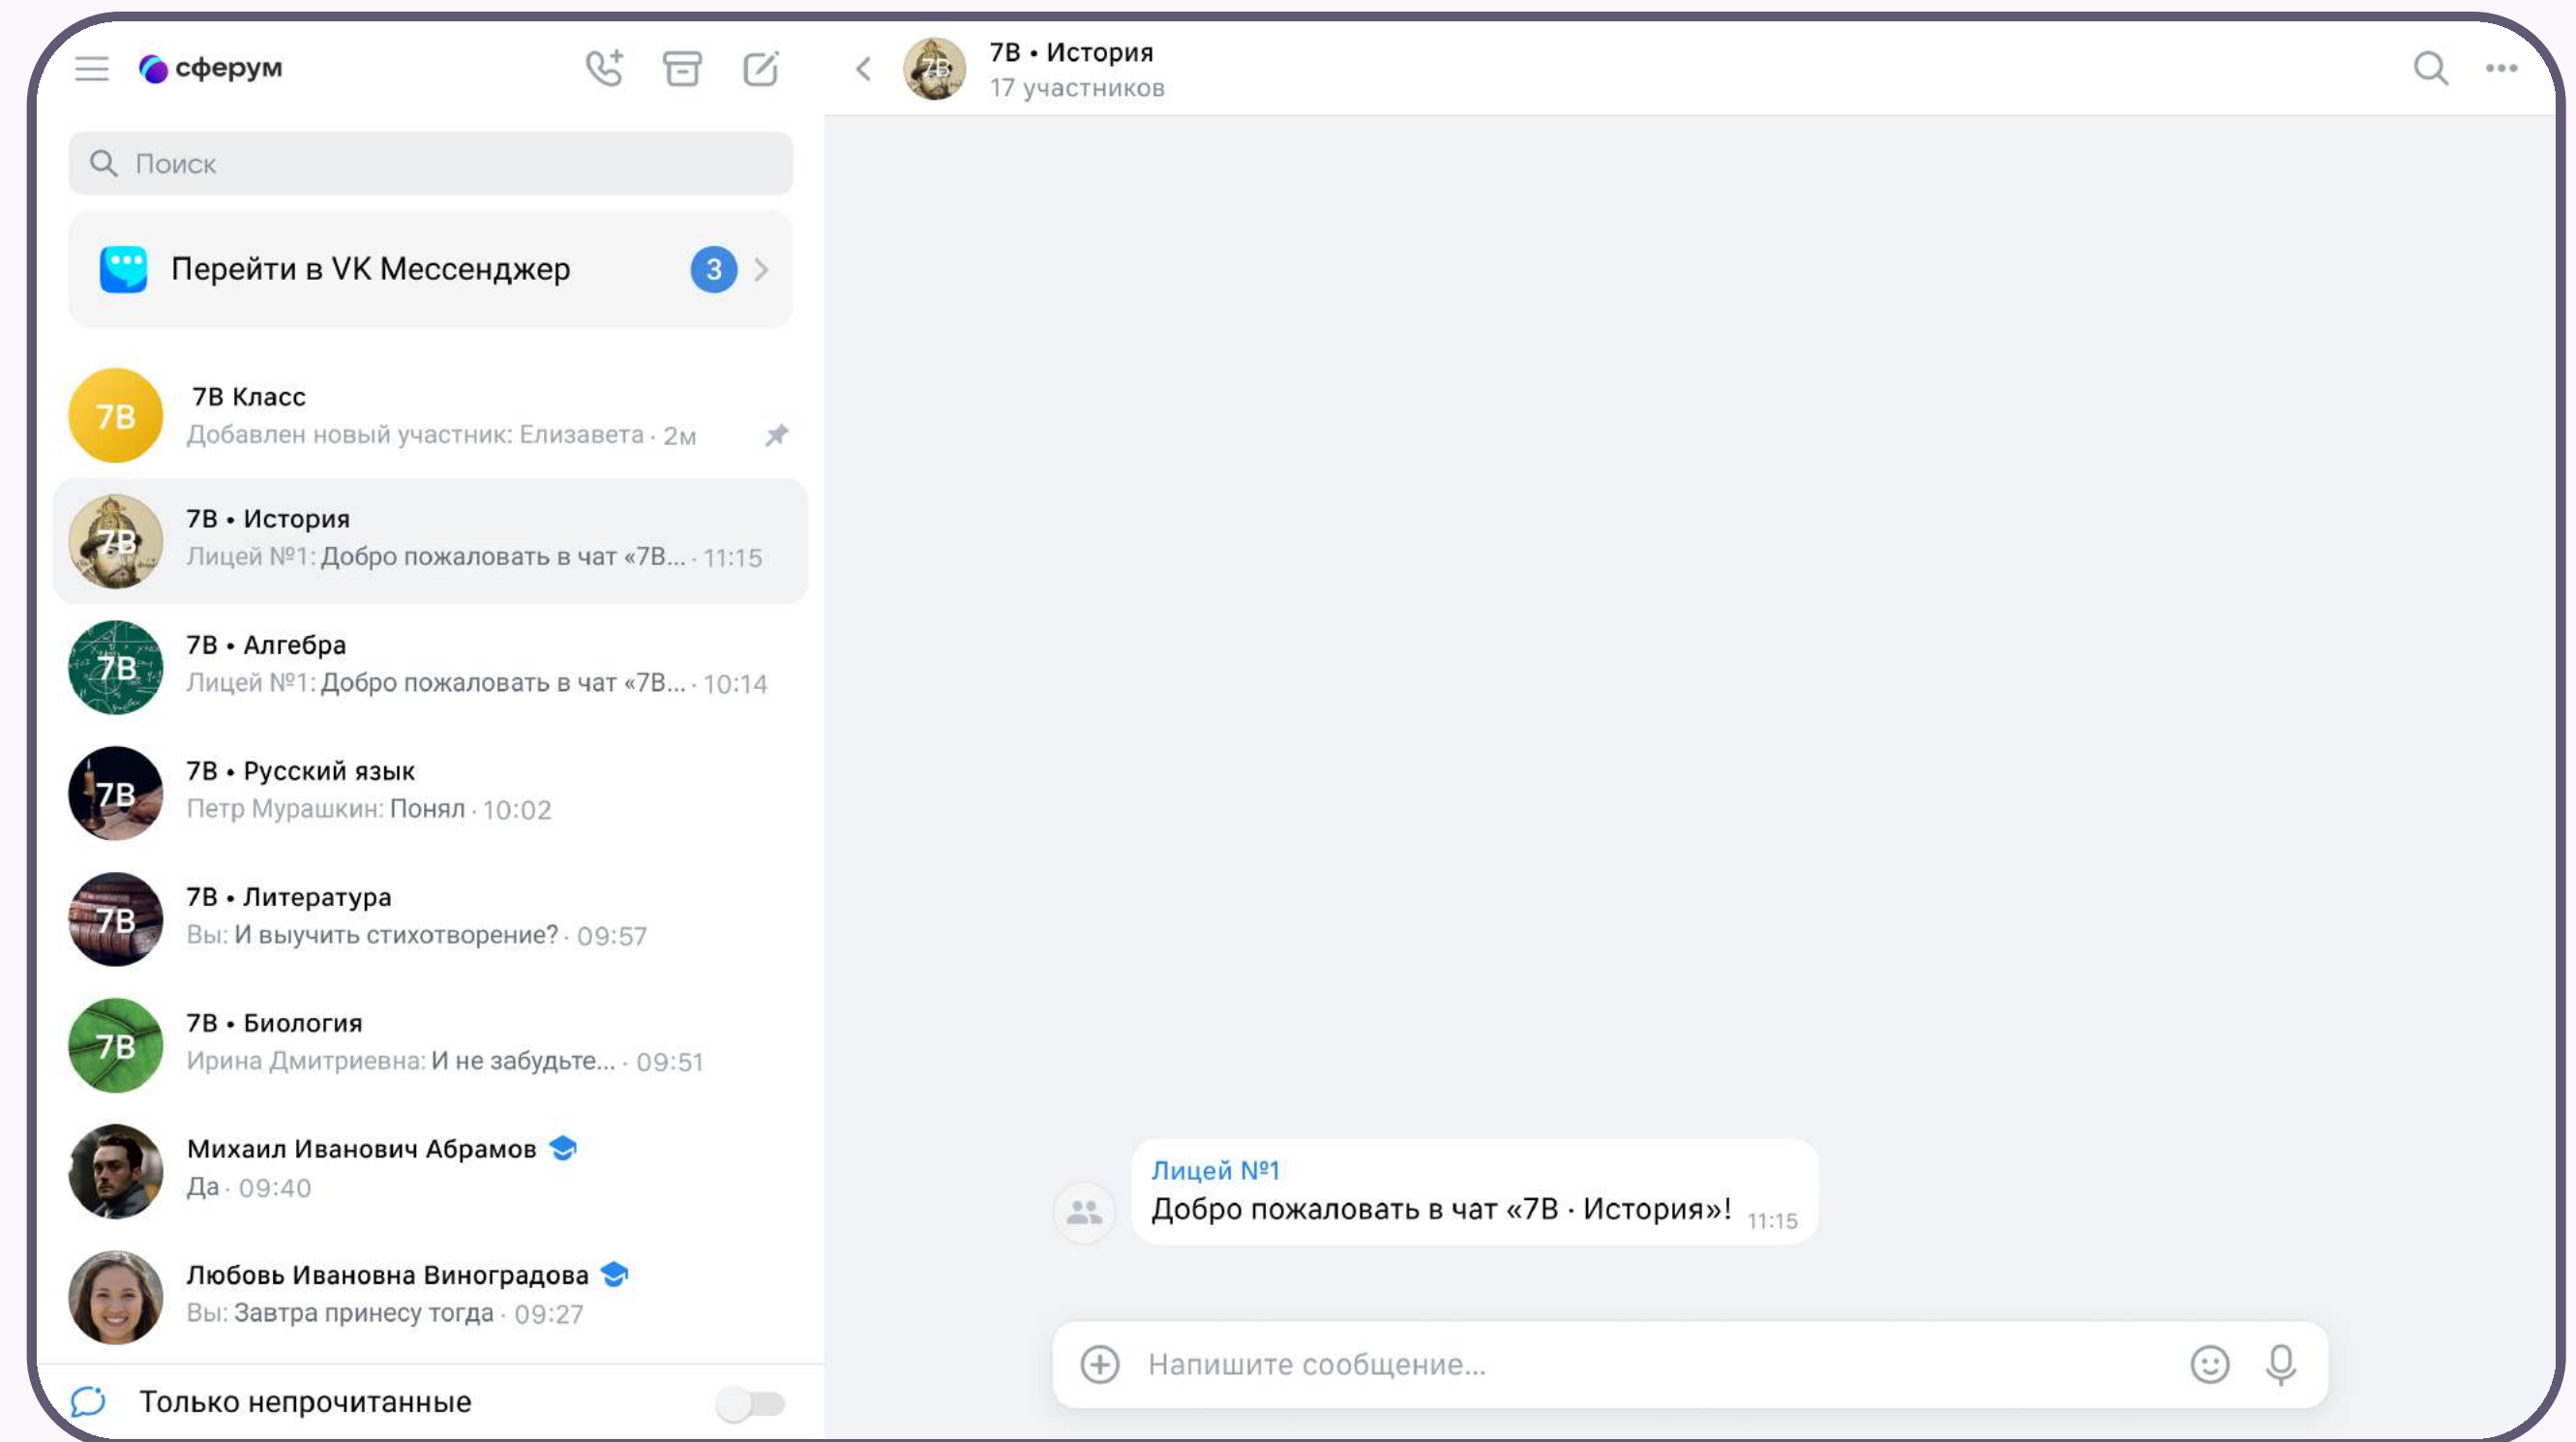 сферум
Поиск
Перейти в VK Мессенджер 3
7В
7В Класс
Добавлен новый участник: Елизавета · 2м
7В
7В • История
Лицей №1: Добро пожаловать в чат «7В... · 11:15
7В
7В • Алгебра
Лицей №1: Добро пожаловать в чат «7В... · 10:14
7В
7В • Русский язык
Петр Мурашкин: Понял · 10:02
7В
7В • Литература
Вы: И выучить стихотворение? · 09:57
7В
7В • Биология
Ирина Дмитриевна: И не забудьте... · 09:51
Михаил Иванович Абрамов
Да · 09:40
Любовь Ивановна Виноградова
Вы: Завтра принесу тогда · 09:27
Только непрочитанные
7В
7В • История
17 участников
Лицей №1
Добро пожаловать в чат «7В · История»! 11:15
Напишите сообщение...